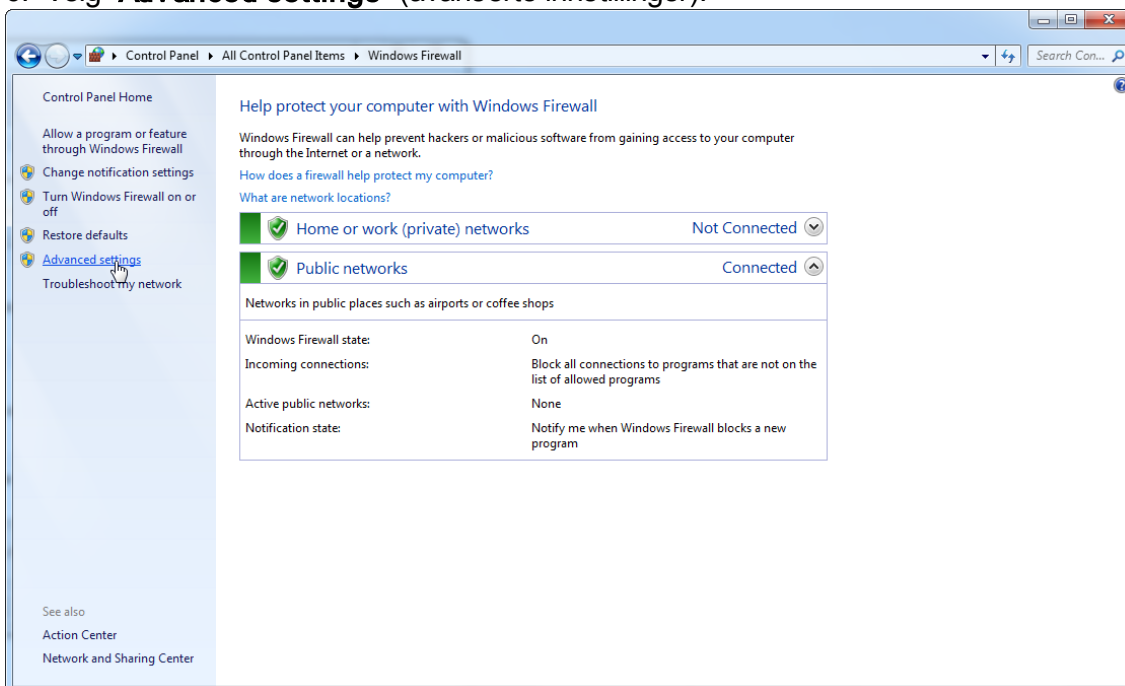 "Advanced settings" (avanserte innstillinger).
Control Panel ▸ All Control Panel Items ▸ Windows Firewall
Search Con...
Control Panel Home
Allow a program or feature
through Windows Firewall
Change notification settings
Turn Windows Firewall on or
off
Restore defaults
Advanced settings
Troubleshoot my network
See also
Action Center
Network and Sharing Center
Help protect your computer with Windows Firewall
Windows Firewall can help prevent hackers or malicious software from gaining access to your computer
through the Internet or a network.
How does a firewall help protect my computer?
What are network locations?
Home or work (private) networks Not Connected
Public networks Connected
Networks in public places such as airports or coffee shops
Windows Firewall state: On
Incoming connections: Block all connections to programs that are not on the
list of allowed programs
Active public networks: None
Notification state: Notify me when Windows Firewall blocks a new
program